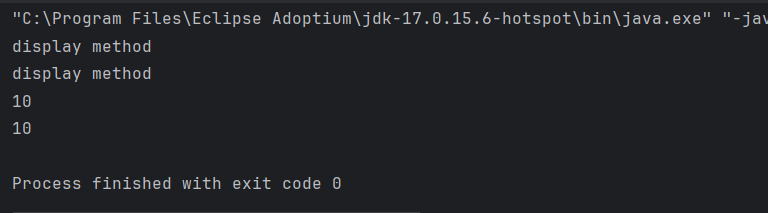 "C:\Program Files\Eclipse Adoptium\jdk-17.0.15.6-hotspot\bin\java.exe" "-jav
display method
display method
10
10
Process finished with exit code 0